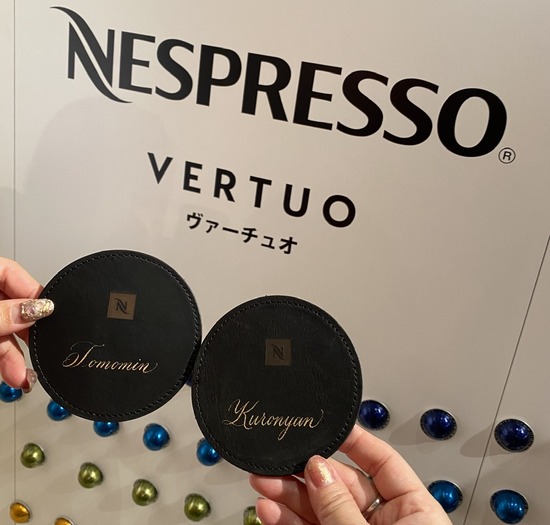 NESPRESSO®
VERTUO
ヴァーチュオ
N
Tomomin
N
Kuronyan